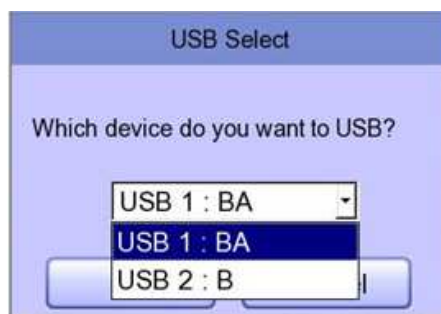 USB Select
Which device do you want to USB?
USB 1 : BA
USB 1 : BA
USB 2 : B